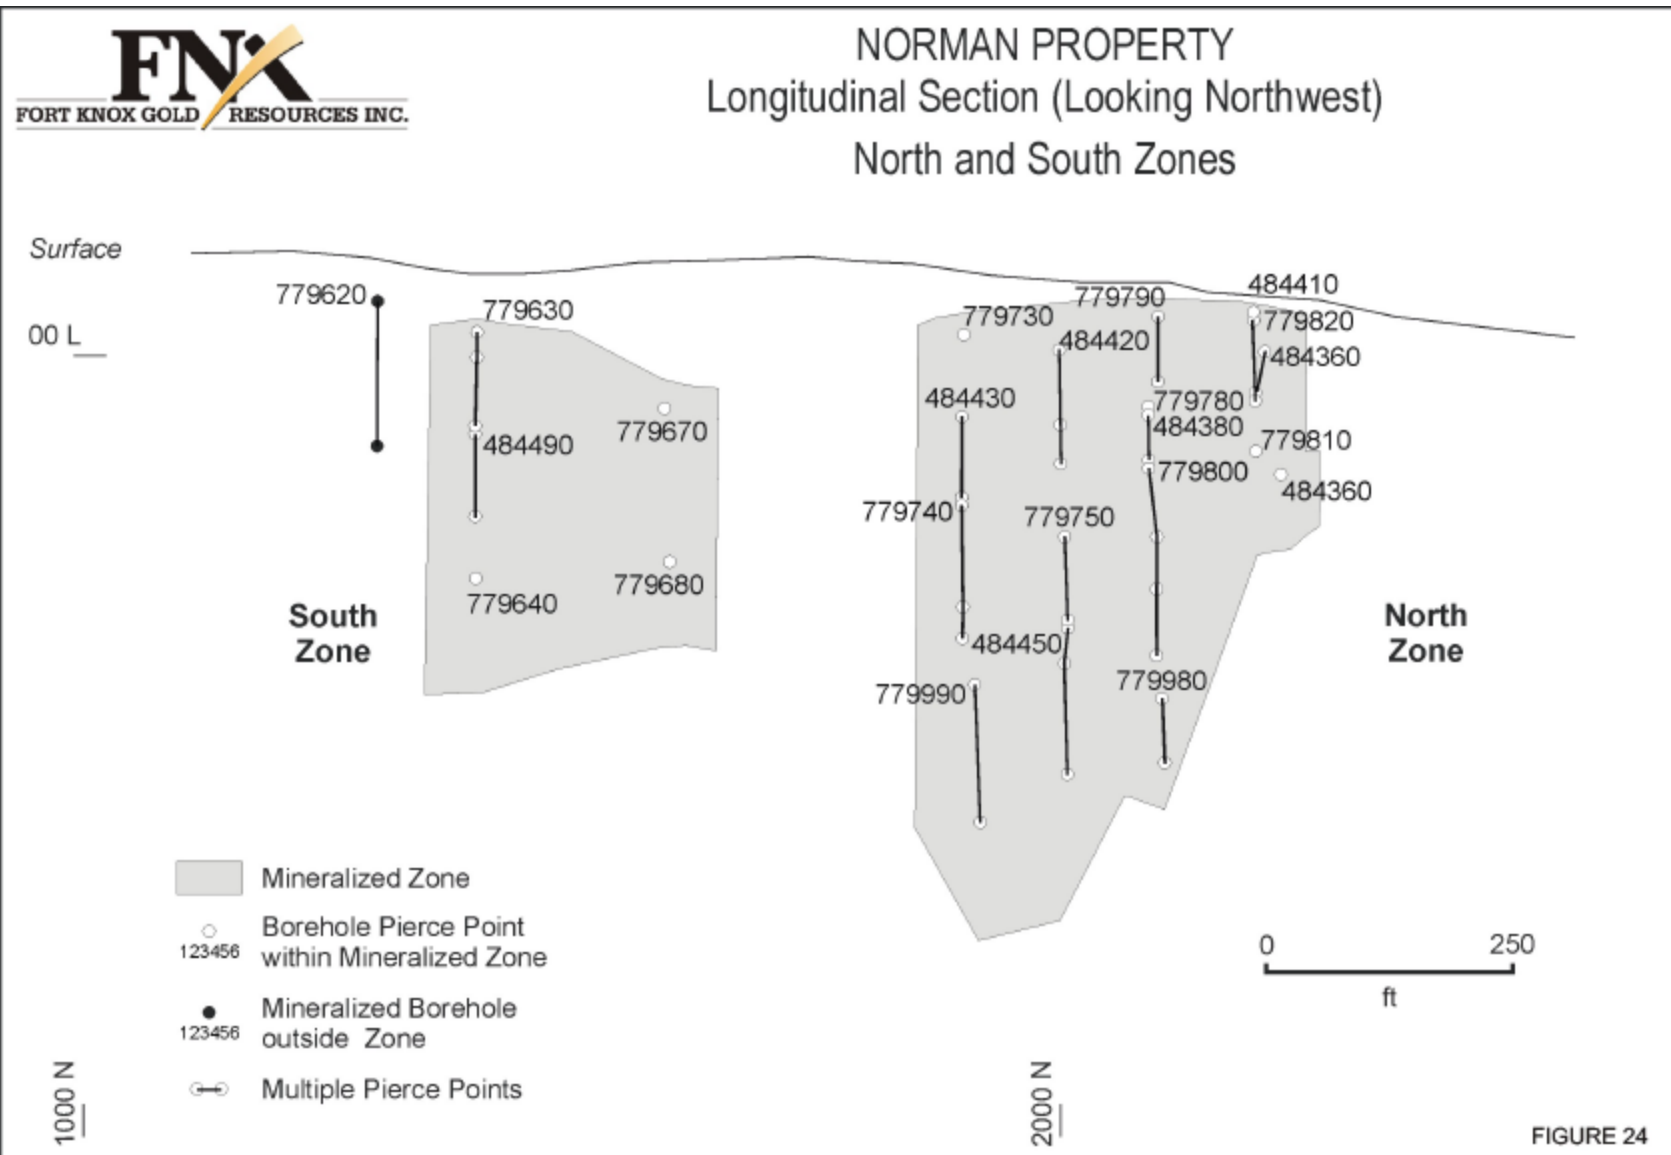 FNX
FORT KNOX GOLD RESOURCES INC.
NORMAN PROPERTY
Longitudinal Section (Looking Northwest)
North and South Zones
Surface
00 L
779620
779630
484490
779640
779670
779680
South
Zone
779730
484430
779740
779990
484420
779750
484450
779790
779780
484380
779800
779980
484410
779820
484360
779810
484360
North
Zone
Mineralized Zone
123456
Borehole Pierce Point
within Mineralized Zone
123456
Mineralized Borehole
outside Zone
Multiple Pierce Points
0 250
ft
1000 N
2000 N
FIGURE 24